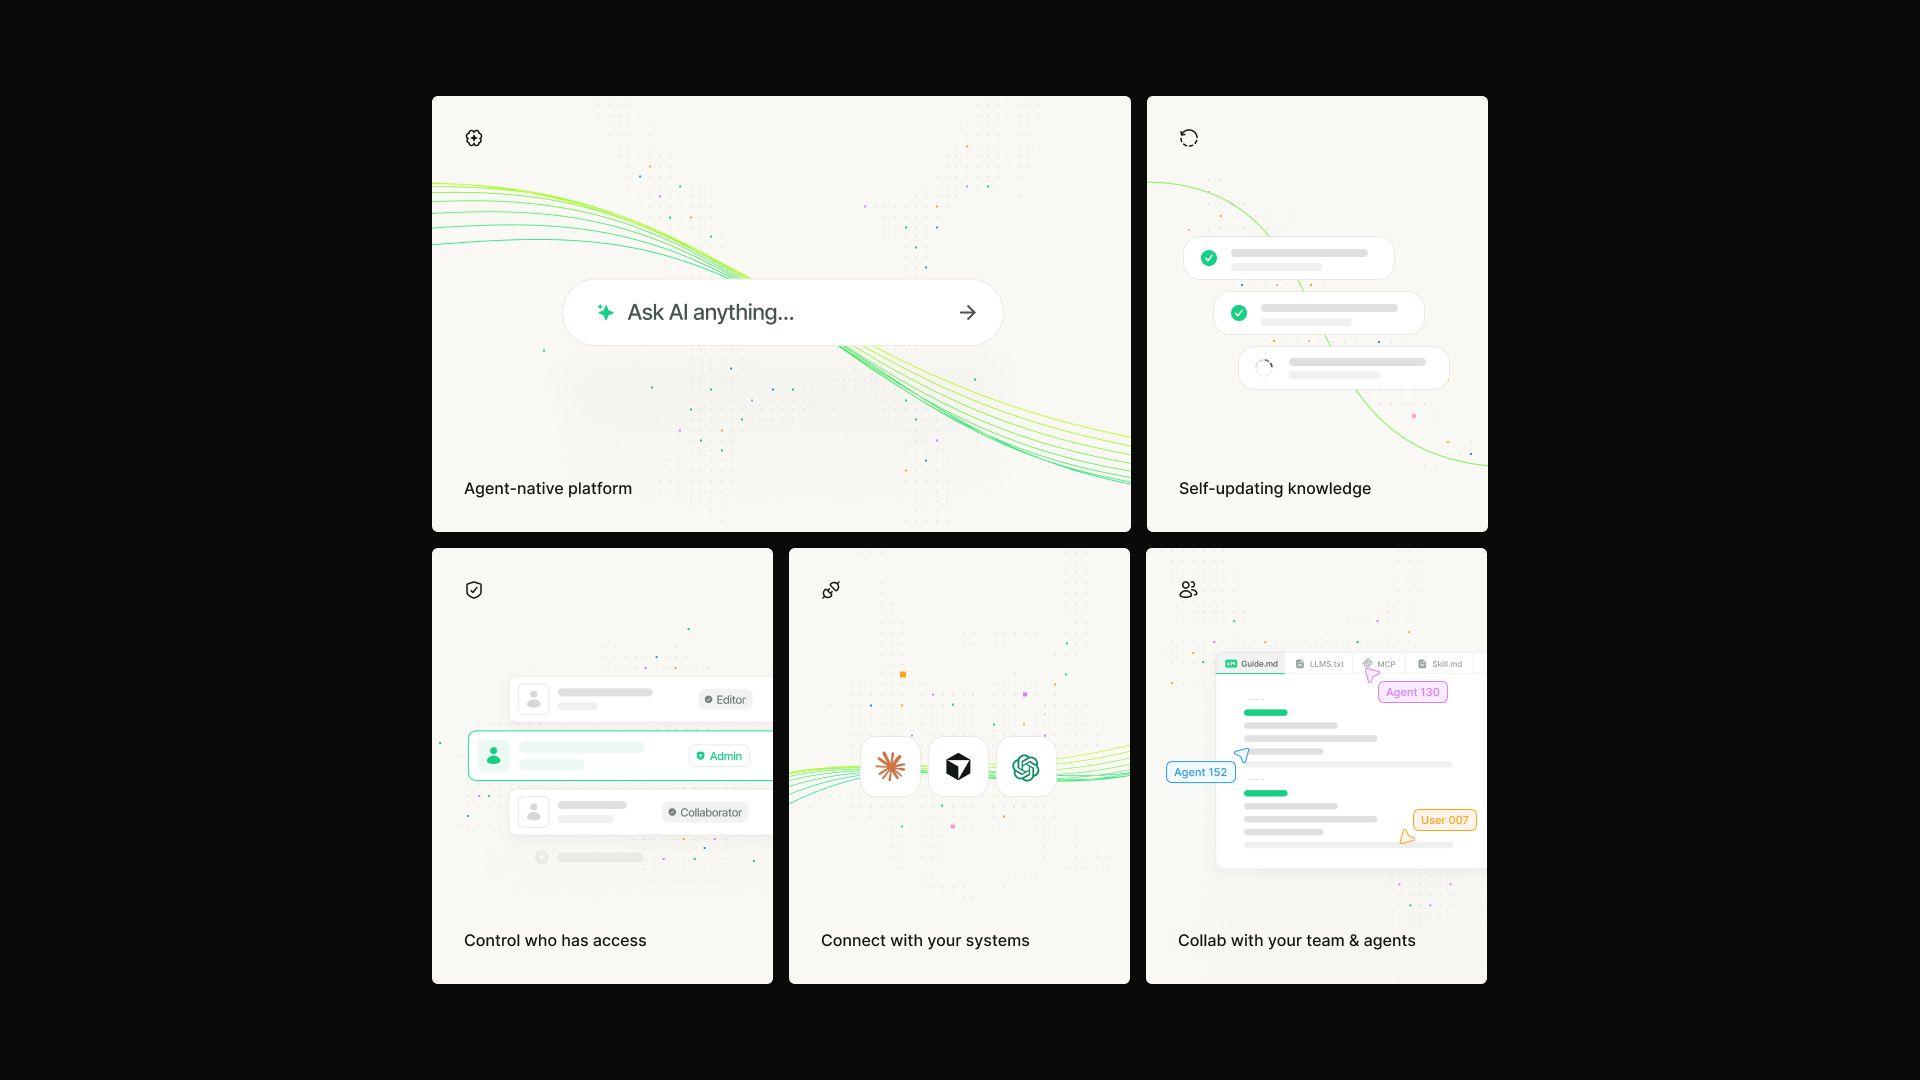 Ask AI anything...
Agent-native platform
Self-updating knowledge
Editor
Admin
Collaborator
Control who has access
Connect with your systems
Guide.md
LLMS.txt
MCP
Skill.md
Agent 130
Agent 152
User 007
Collab with your team & agents